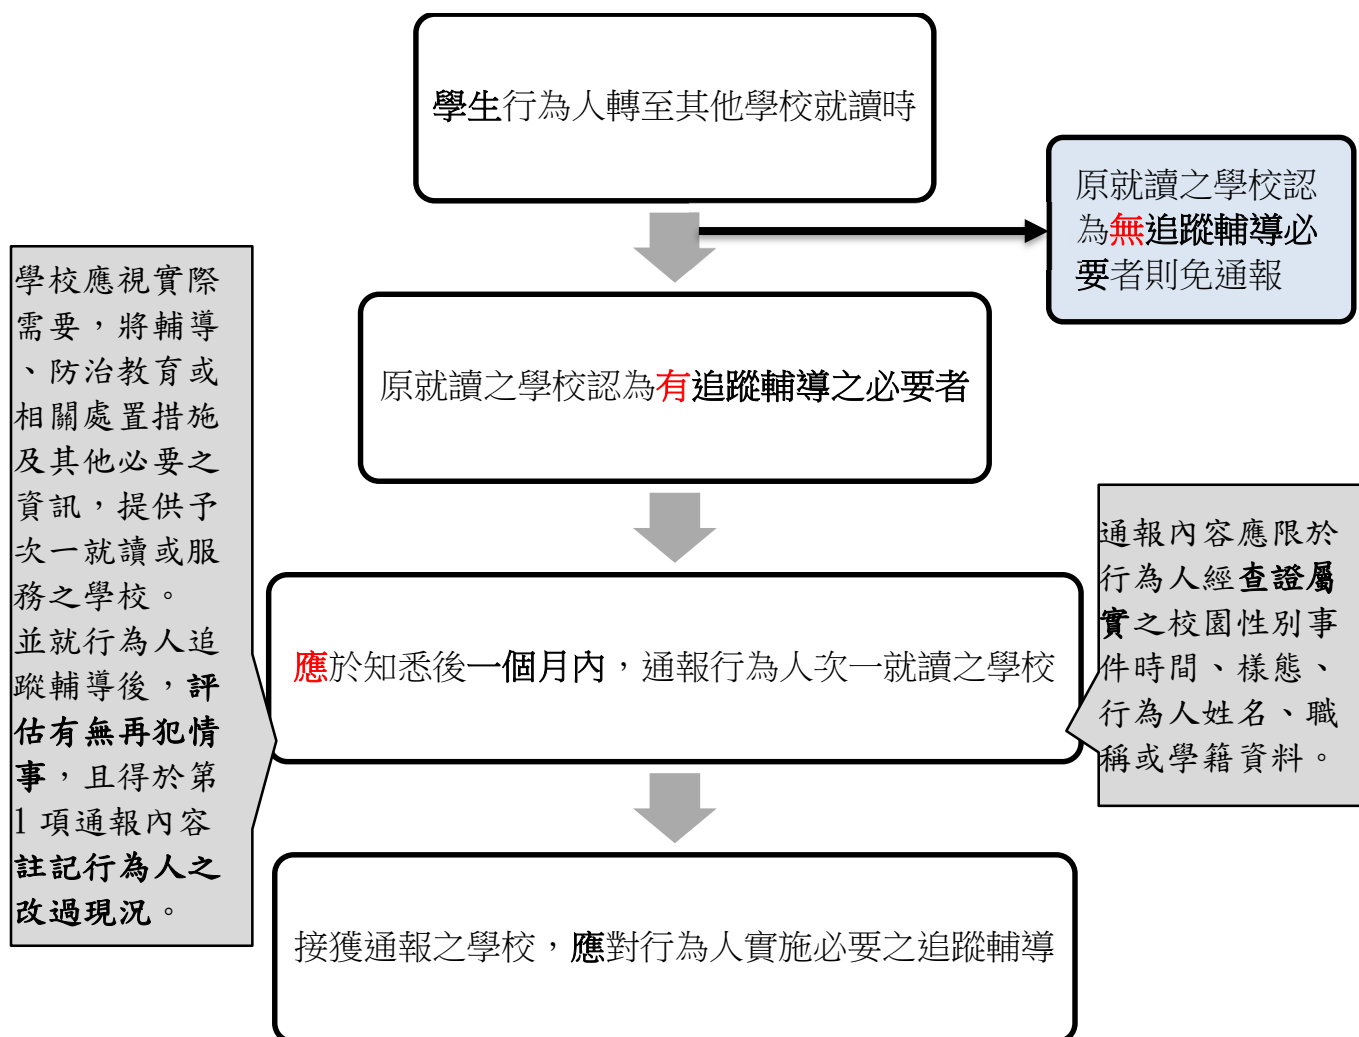 學生行為人轉至其他學校就讀時
原就讀之學校認
為無追蹤輔導必
要者則免通報
原就讀之學校認為有追蹤輔導之必要者
學校應視實際
需要，將輔導
、防治教育或
相關處置措施
及其他必要之
資訊，提供予
次一就讀或服
務之學校。
並就行為人追
蹤輔導後，評
估有無再犯情
事，且得於第
1 項通報內容
註記行為人之
改過現況。
應於知悉後一個月內，通報行為人次一就讀之學校
通報內容應限於
行為人經查證屬
實之校園性別事
件時間、樣態、
行為人姓名、職
稱或學籍資料。
接獲通報之學校，應對行為人實施必要之追蹤輔導